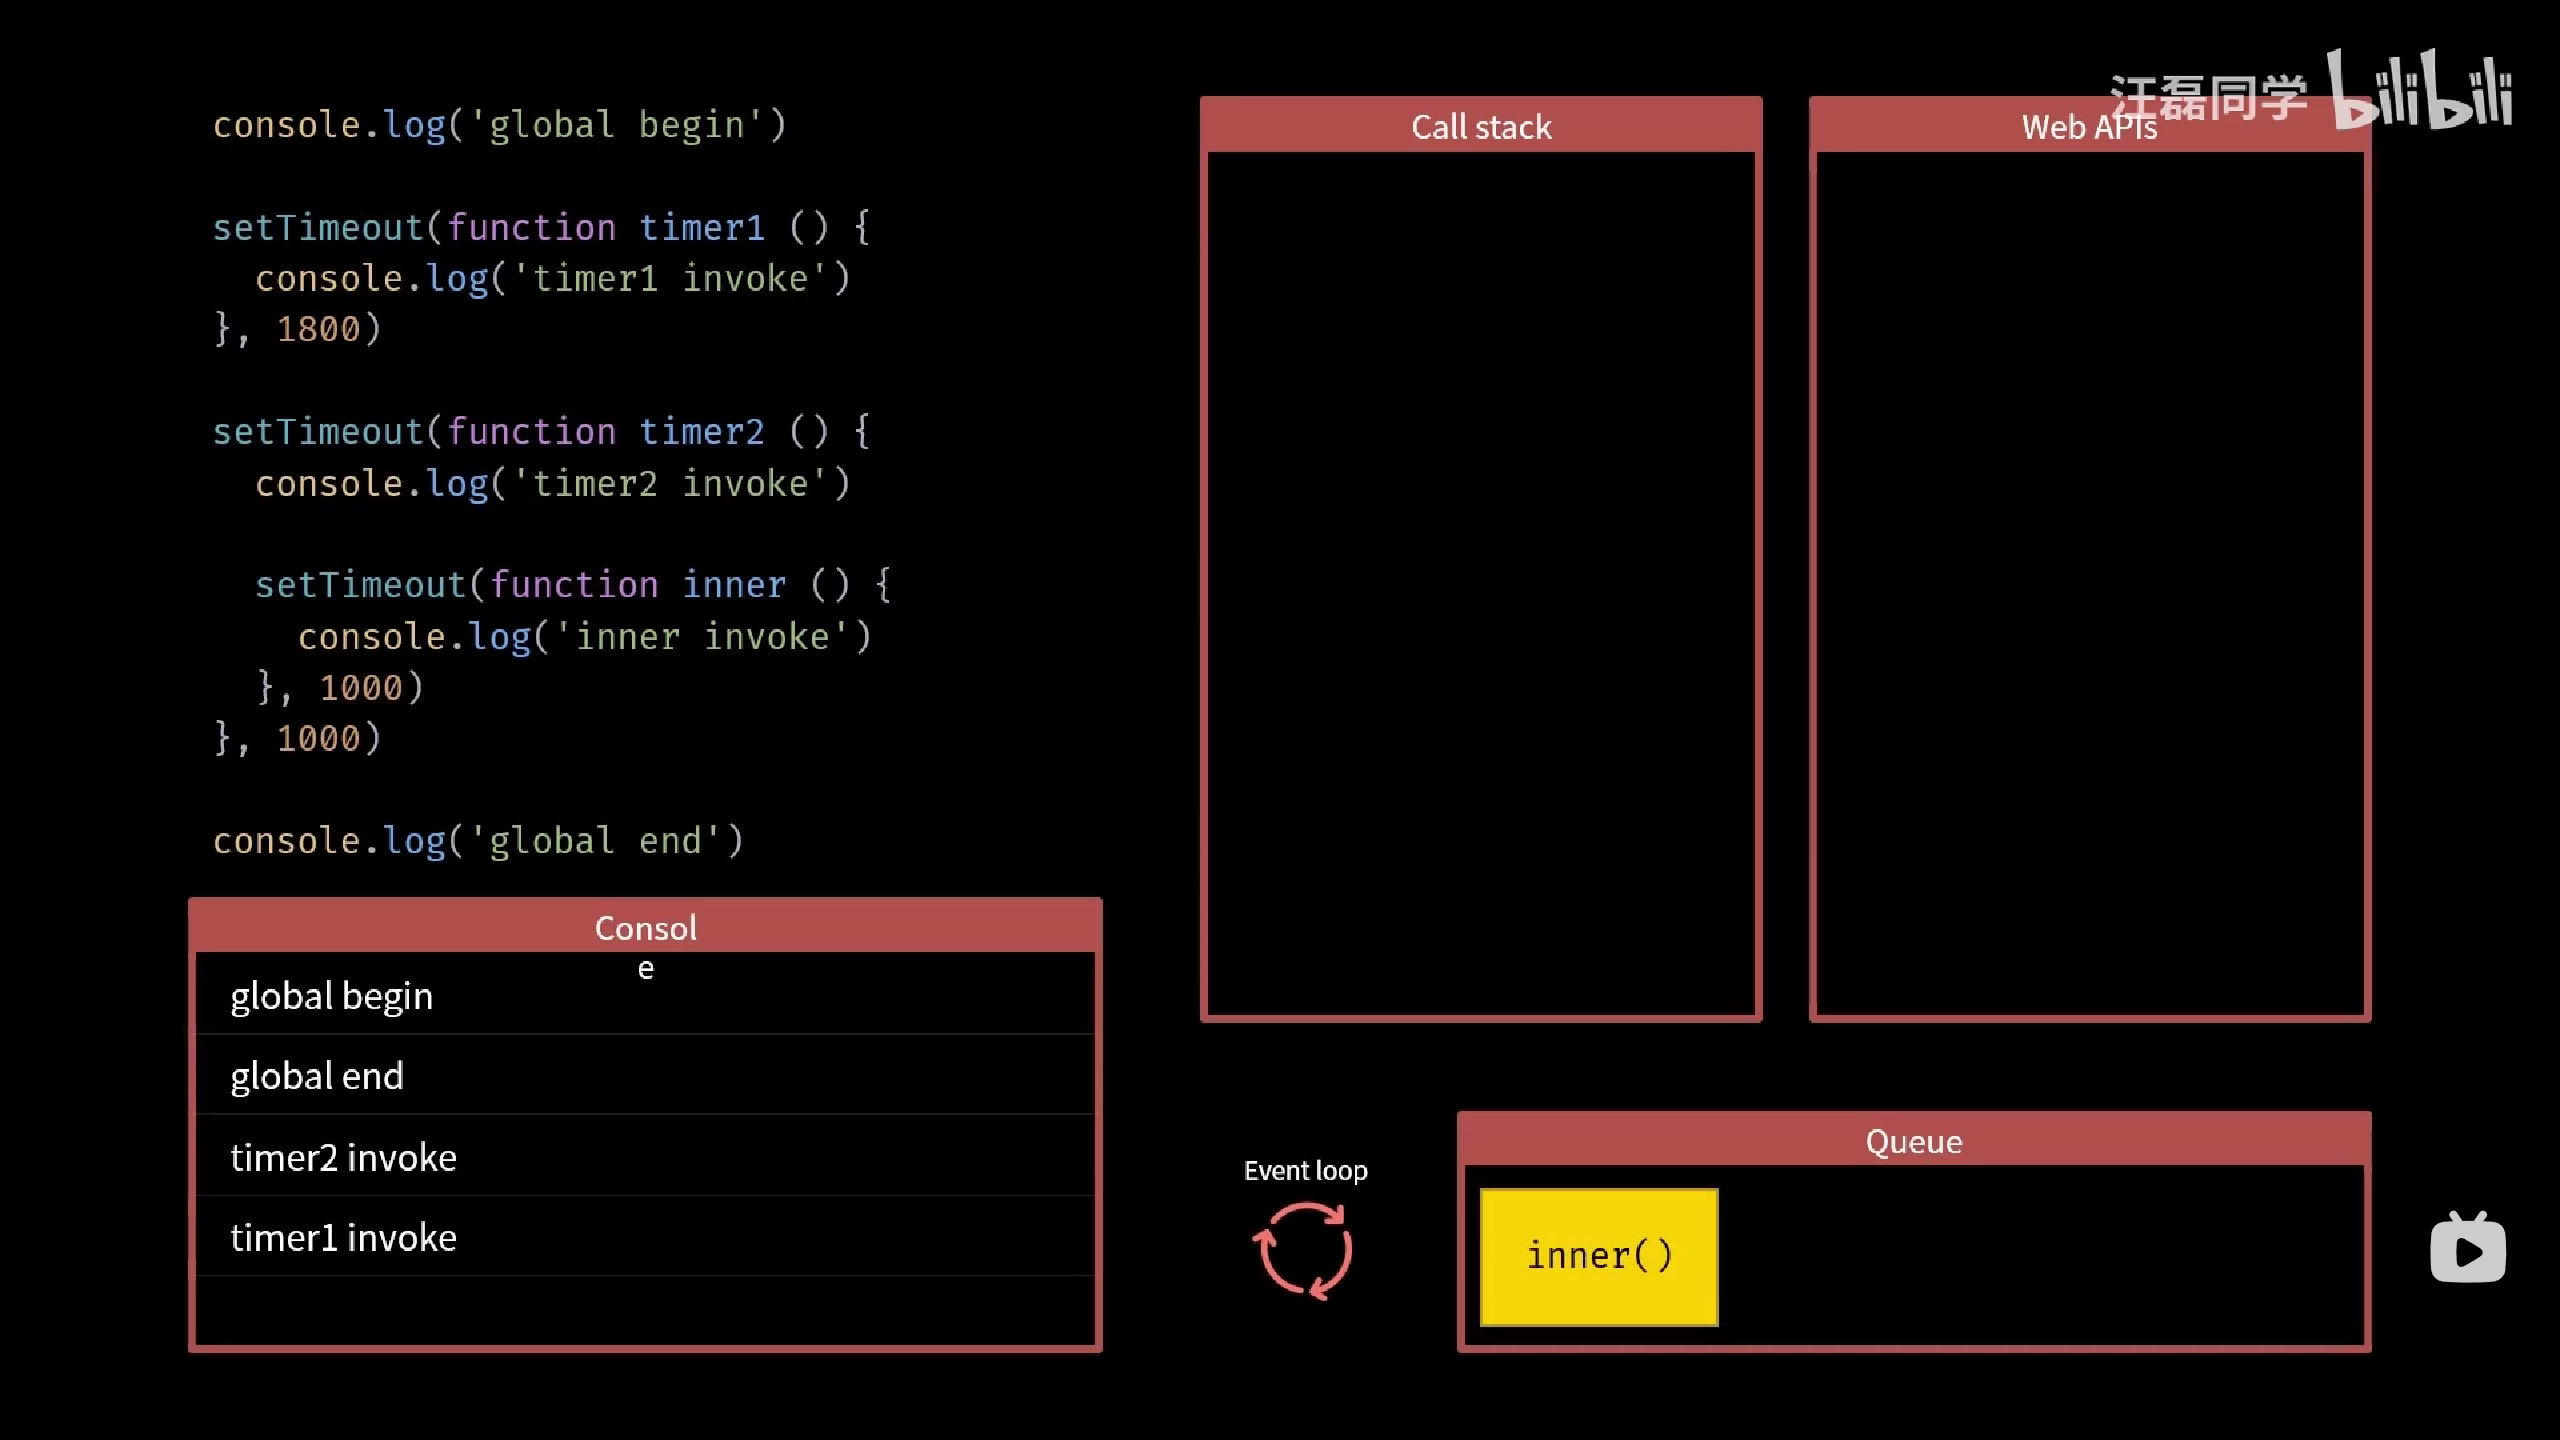 汪磊同学 bilibili
console.log('global begin')
setTimeout(function timer1 () {
  console.log('timer1 invoke')
}, 1800)
setTimeout(function timer2 () {
  console.log('timer2 invoke')
  setTimeout(function inner () {
    console.log('inner invoke')
  }, 1000)
}, 1000)
console.log('global end')
Consol
e
global begin
global end
timer2 invoke
timer1 invoke
Call stack
Web APIs
Event loop
Queue
inner()